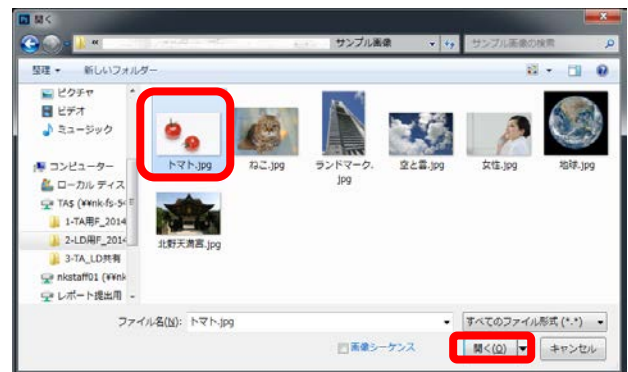 開く
サンプル画像
サンプル画像の検索
整理 新しいフォルダー
ピクチャ
ビデオ
ミュージック
コンピューター
ローカル ディス
TA$ (¥¥nk-fs-5
1-TA用F_2014
2-LD用F_2014
3-TA_LD共有
nkstaff01 (¥¥nk
レポート提出用
トマト.jpg
ねこ.jpg
ランドマーク.
jpg
空と雲.jpg
女性.jpg
地球.jpg
北野天満宮.jpg
ファイル名(N): トマト.jpg
すべてのファイル形式 (*.*)
画像シーケンス
開く(O)
キャンセル